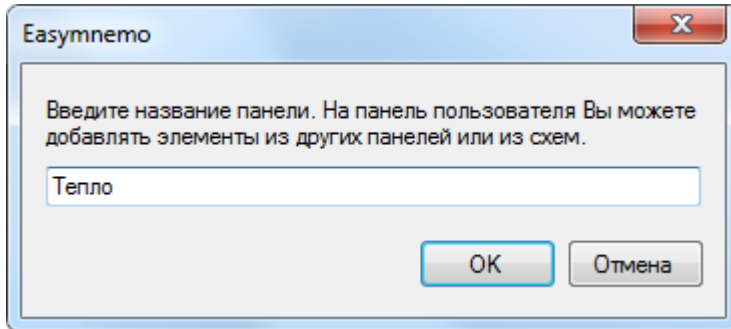 Easymnemo
Введите название панели. На панель пользователя Вы можете
добавлять элементы из других панелей или из схем.
Тепло
OK
Отмена